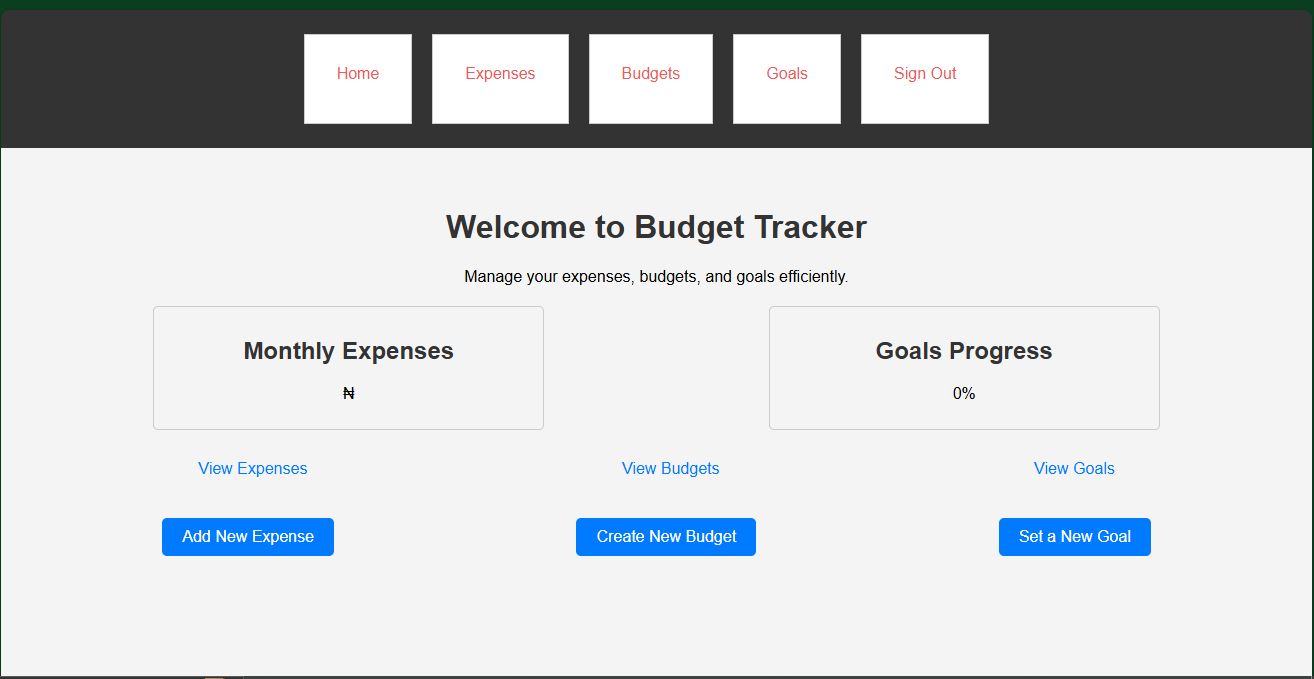 Home Expenses Budgets Goals Sign Out
Welcome to Budget Tracker
Manage your expenses, budgets, and goals efficiently.
Monthly Expenses
₦
Goals Progress
0%
View Expenses View Budgets View Goals
Add New Expense Create New Budget Set a New Goal